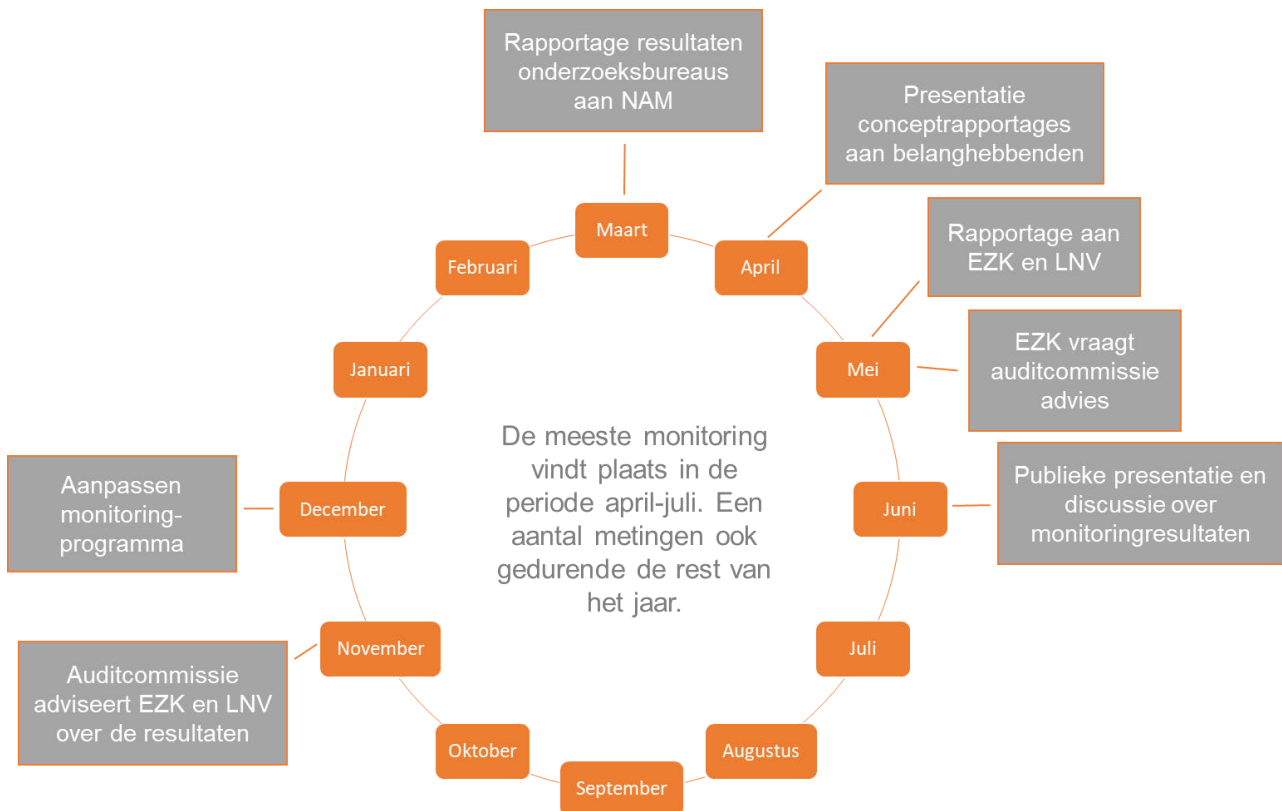 Rapportage resultaten
onderzoeksbureaus
aan NAM
Presentatie
conceptrapportages
aan belanghebbenden
Maart
Februari
April
Rapportage aan
EZK en LNV
Januari
Mei
EZK vraagt
auditcommissie
advies
De meeste monitoring
vindt plaats in de
periode april-juli. Een
aantal metingen ook
gedurende de rest van
het jaar.
Aanpassen
monitoring-
programma
December
Juni
Publieke presentatie en
discussie over
monitoringresultaten
November
Juli
Auditcommissie
adviseert EZK en LNV
over de resultaten
Oktober
Augustus
September